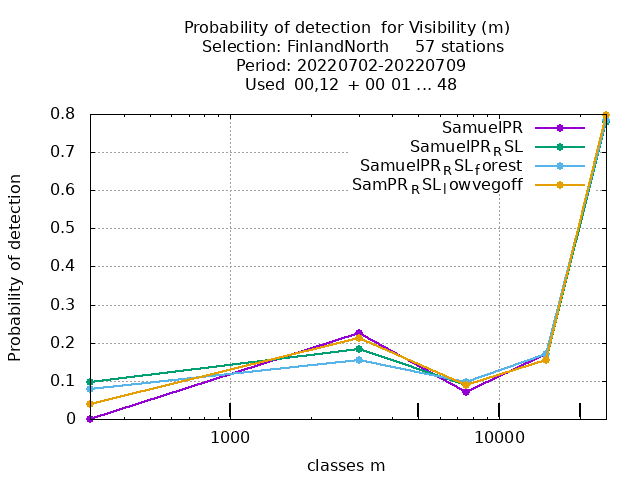 Probability of detection  for Visibility (m)
Selection: FinlandNorth     57 stations
Period: 20220702-20220709
Used  00,12  + 00 01 ... 48
SamuelPR
SamuelPR_RSL
SamuelPR_RSL_forest
SamPR_RSL_lowvegoff
0.8
0.7
0.6
0.5
0.4
0.3
0.2
0.1
0
Probability of detection
1000
10000
classes m